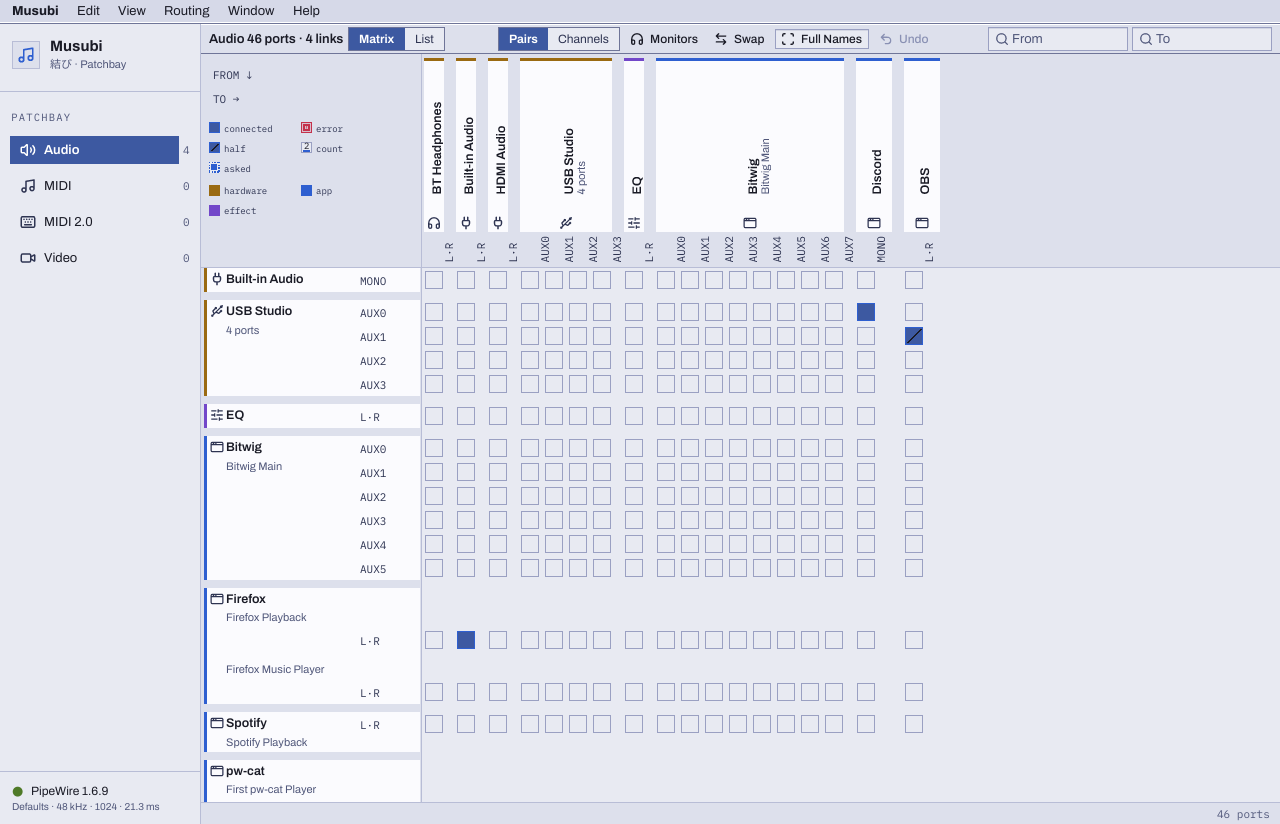 Musubi Edit View Routing Window Help
Musubi
結び · Patchbay
Audio 46 ports · 4 links Matrix List Pairs Channels Monitors Swap Full Names Undo From To
PATCHBAY
Audio 4
MIDI 0
MIDI 2.0 0
Video 0
PipeWire 1.6.9
Defaults · 48 kHz · 1024 · 21.3 ms
FROM ↓
TO →
connected error
half 2 count
asked
hardware app
effect
BT Headphones
Built-in Audio
HDMI Audio
USB Studio
4 ports
EQ
Bitwig
Bitwig Main
Discord
OBS
L·R L·R L·R AUX0 AUX1 AUX2 AUX3 L·R AUX0 AUX1 AUX2 AUX3 AUX4 AUX5 AUX6 AUX7 MONO L·R
Built-in Audio MONO
USB Studio AUX0
4 ports AUX1
AUX2
AUX3
EQ L·R
Bitwig AUX0
Bitwig Main AUX1
AUX2
AUX3
AUX4
AUX5
Firefox
Firefox Playback
L·R
Firefox Music Player
L·R
Spotify L·R
Spotify Playback
pw-cat
First pw-cat Player
46 ports